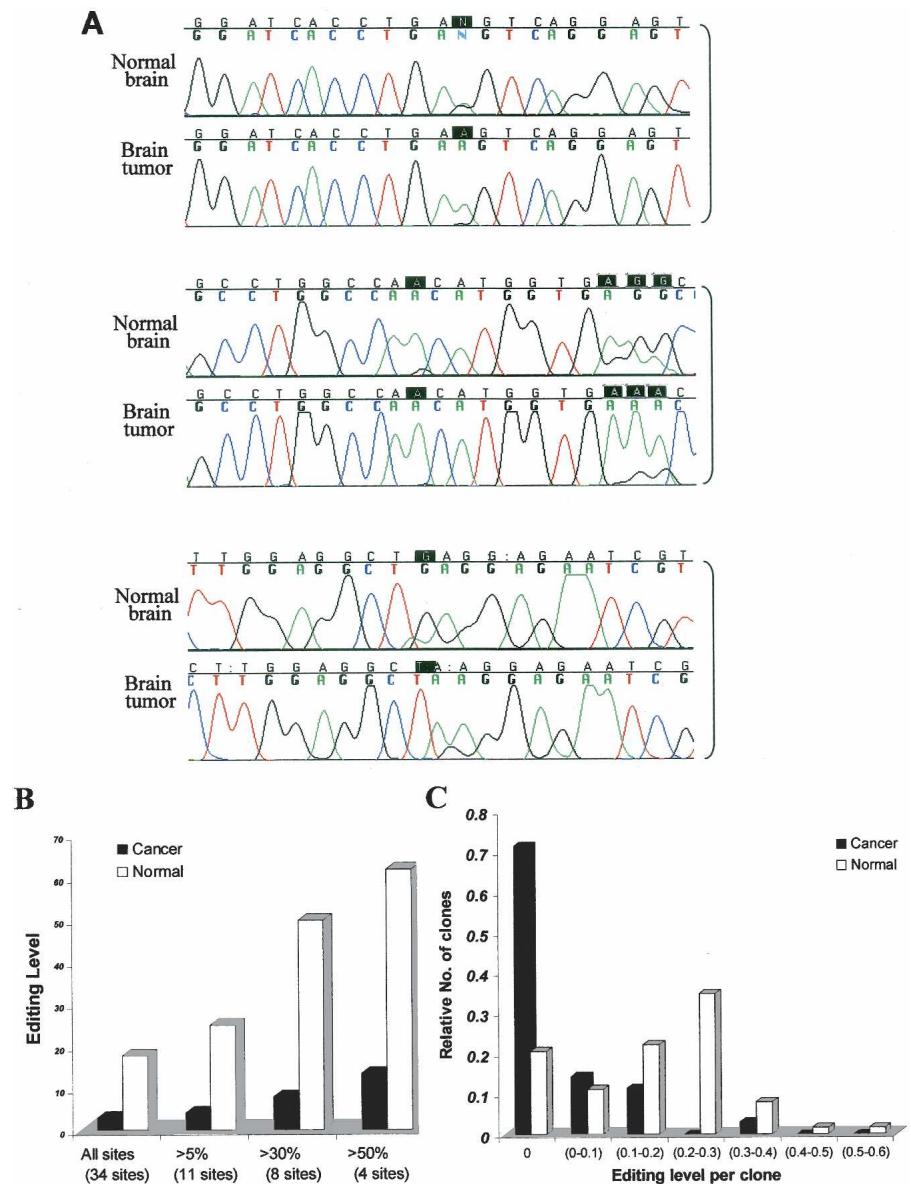 A
G G A T C A C C T G A N G T C A G G A G T
G G A T C A C C T G A N G T C A G G A G T
Normal
brain
G G A T C A C C T G A A G T C A G G A G T
G G A T C A C C T G A A G T C A G G A G T
Brain
tumor
G C C T G G C C A A C A T G G T G A G G C
G C C T G G C C A A C A T G G T G A G G C
Normal
brain
G C C T G G C C A A C A T G G T G A A A C
G C C T G G C C A A C A T G G T G A A A C
Brain
tumor
T T G G A G G C T G A G G : A G A A T C G T
T T G G A G G C T G A G G A G A A T C G T
Normal
brain
C T : T G G A G G C T A : A G G A G A A T C G
C T T G G A G G C T A A G G A G A A T C G
Brain
tumor
B
70
60
50
40
30
20
10
0
Editing Level
Cancer
Normal
All sites
(34 sites)
>5%
(11 sites)
>30%
(8 sites)
>50%
(4 sites)
C
0.8
0.7
0.6
0.5
0.4
0.3
0.2
0.1
0
Relative No. of clones
Cancer
Normal
0 (0-0.1) (0.1-0.2) (0.2-0.3) (0.3-0.4) (0.4-0.5) (0.5-0.6)
Editing level per clone